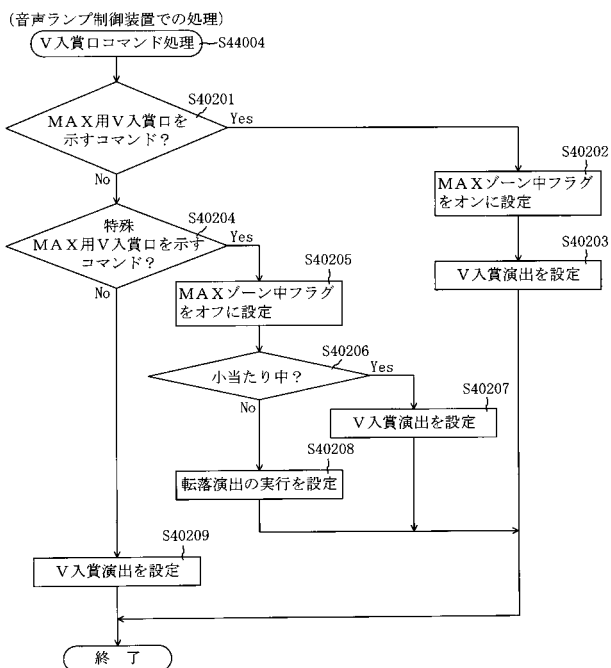 (音声ランプ制御装置での処理)
V入賞口コマンド処理
S44004
S40201
MAX用V入賞口を
示すコマンド?
Yes
No
S40202
MAXゾーン中フラグ
をオンに設定
S40203
V入賞演出を設定
S40204
特殊
MAX用V入賞口を示す
コマンド?
Yes
No
S40205
MAXゾーン中フラグ
をオフに設定
S40206
小当たり中?
Yes
No
S40207
V入賞演出を設定
S40208
転落演出の実行を設定
S40209
V入賞演出を設定
終 了